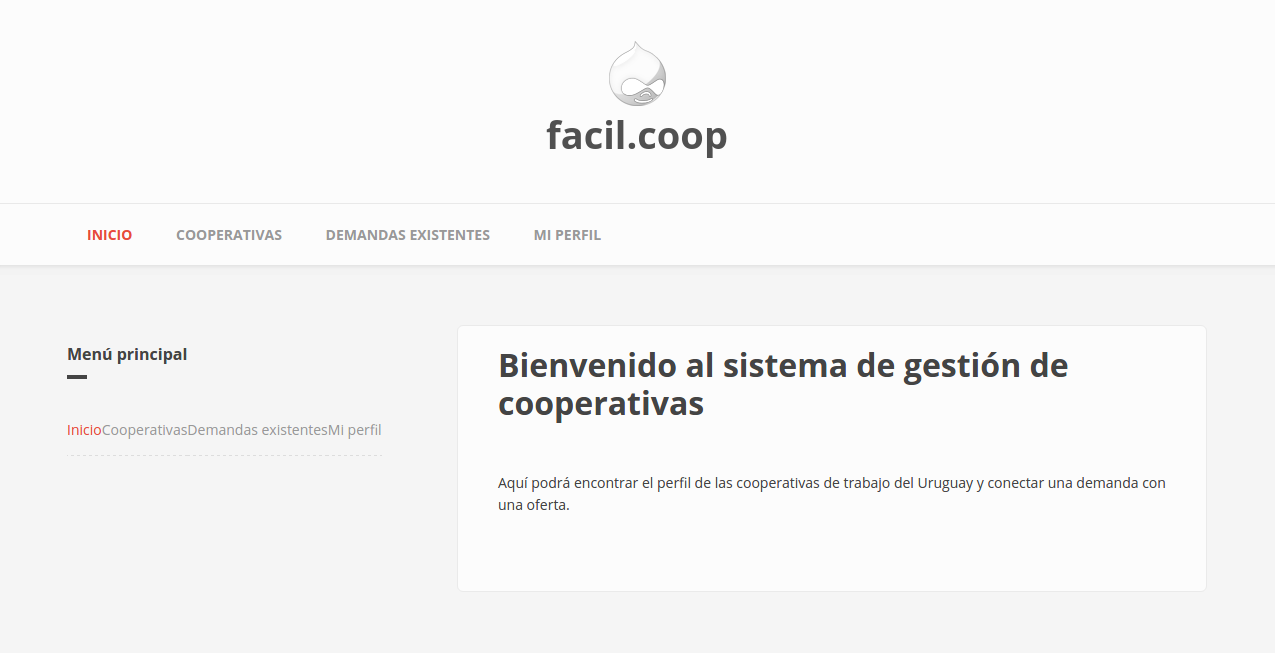 facil.coop
INICIO COOPERATIVAS DEMANDAS EXISTENTES MI PERFIL
Menú principal
InicioCooperativasDemandas existentesMi perfil
Bienvenido al sistema de gestión de
cooperativas
Aquí podrá encontrar el perfil de las cooperativas de trabajo del Uruguay y conectar una demanda con
una oferta.